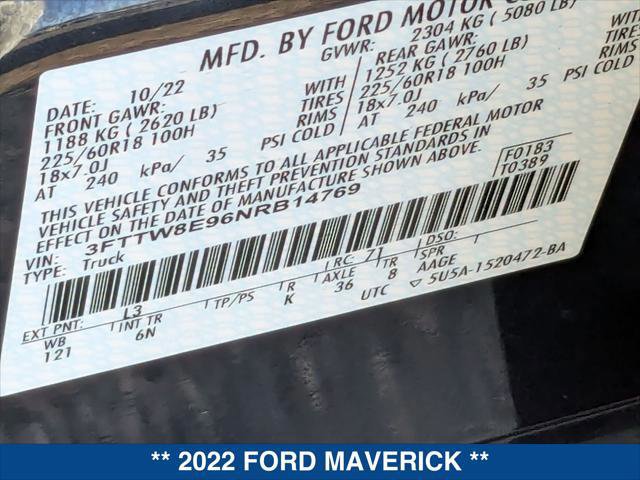 MFD. BY FORD MOTOR
DATE: 10/22 GVWR: 2304 KG (5080 LB)
FRONT GAWR: WITH REAR GAWR: WITH
1188 KG (2620 LB) TIRES 1252 KG (2760 LB) TIRES
225/60R18 100H RIMS 225/60R18 100H RIMS
18x7.0J PSI COLD 18x7.0J PSI COLD
AT 240 kPa/ 35 AT 240 kPa/ 35
THIS VEHICLE CONFORMS TO ALL APPLICABLE FEDERAL MOTOR
VEHICLE SAFETY AND THEFT PREVENTION STANDARDS IN
EFFECT ON THE DATE OF MANUFACTURE SHOWN ABOVE.
VIN: 3FTTW8E96NRB14769 F0183
TYPE: Truck T0389
EXT PNT: L3 RC: 71 DSO:
WB INT TR TP/PS R AXLE TR SPR
121 6N K 36 8 AAGE
UTC 5U5A-1520472-BA
** 2022 FORD MAVERICK **